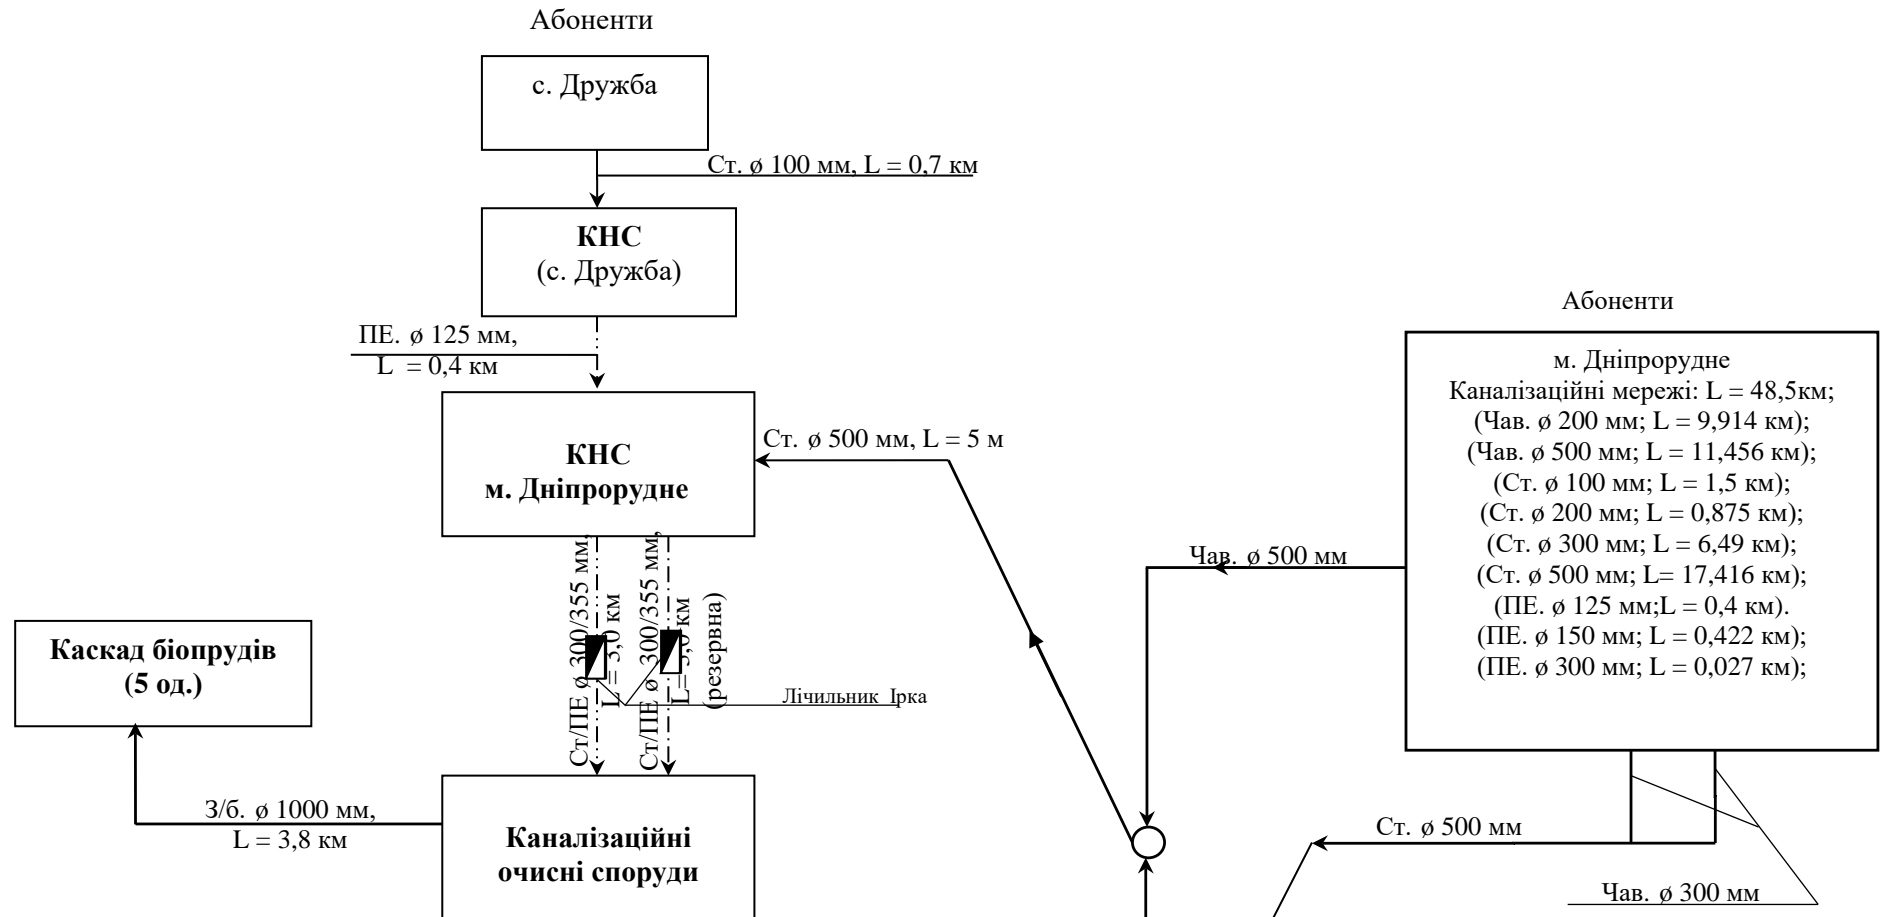 Абоненти
с. Дружба
Ст. ø 100 мм, L = 0,7 км
КНС
(с. Дружба)
ПЕ. ø 125 мм,
L = 0,4 км
КНС
м. Дніпрорудне
Ст. ø 500 мм, L = 5 м
Абоненти
м. Дніпрорудне
Каналізаційні мережі: L = 48,5км;
(Чав. ø 200 мм; L = 9,914 км);
(Чав. ø 500 мм; L = 11,456 км);
(Ст. ø 100 мм; L = 1,5 км);
(Ст. ø 200 мм; L = 0,875 км);
(Ст. ø 300 мм; L = 6,49 км);
(Ст. ø 500 мм; L= 17,416 км);
(ПЕ. ø 125 мм;L = 0,4 км).
(ПЕ. ø 150 мм; L = 0,422 км);
(ПЕ. ø 300 мм; L = 0,027 км);
Чав. ø 500 мм
Ст/ПЕ ø 300/355 мм,
L= 3,0 км
Ст/ПЕ ø 300/355 мм,
L= 3,0 км
(резервна)
Лічильник Ірка
Каскад біопрудів
(5 од.)
З/б. ø 1000 мм,
L = 3,8 км
Каналізаційні
очисні споруди
Ст. ø 500 мм
Чав. ø 300 мм